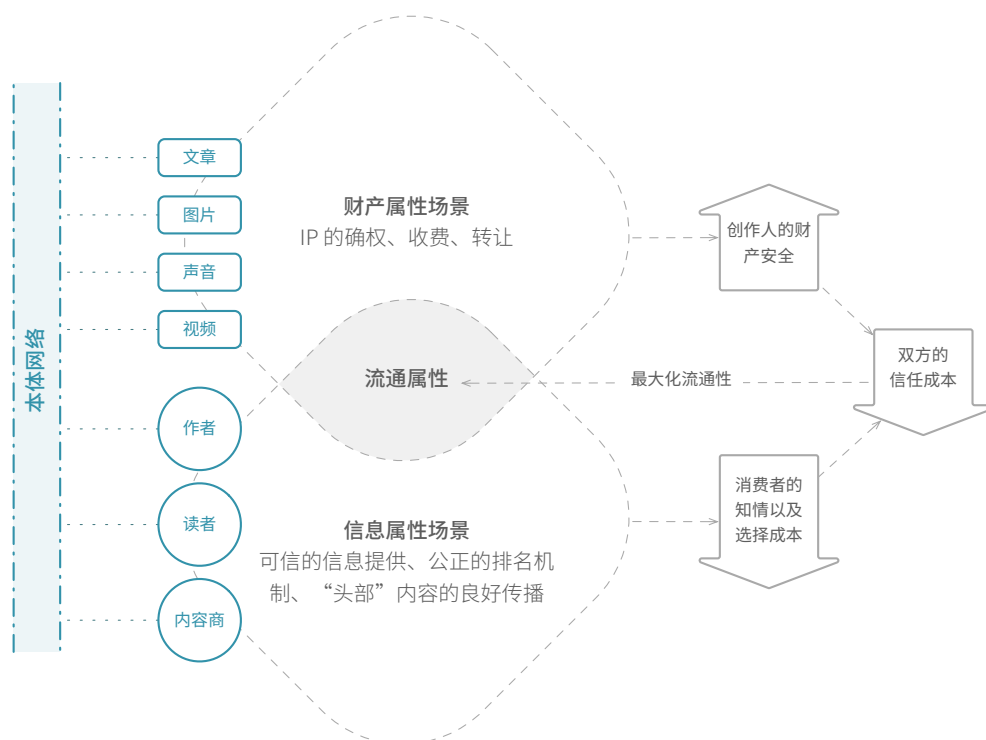 本体网络
文章
图片
声音
视频
作者
读者
内容商
财产属性场景
IP 的确权、收费、转让
流通属性
信息属性场景
可信的信息提供、公正的排名机
制、“头部”内容的良好传播
创作人的财
产安全
双方的
信任成本
最大化流通性
消费者的
知情以及
选择成本